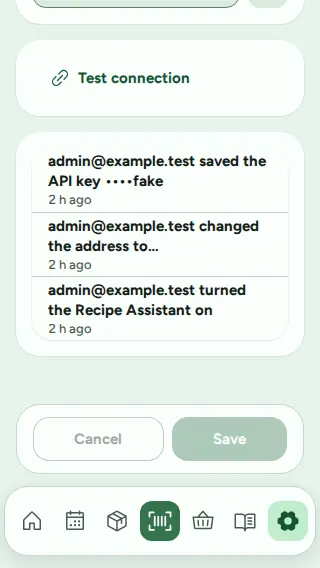 Test connection
admin@example.test saved the
API key ••••fake
2 h ago
admin@example.test changed
the address to…
2 h ago
admin@example.test turned
the Recipe Assistant on
2 h ago
Cancel
Save